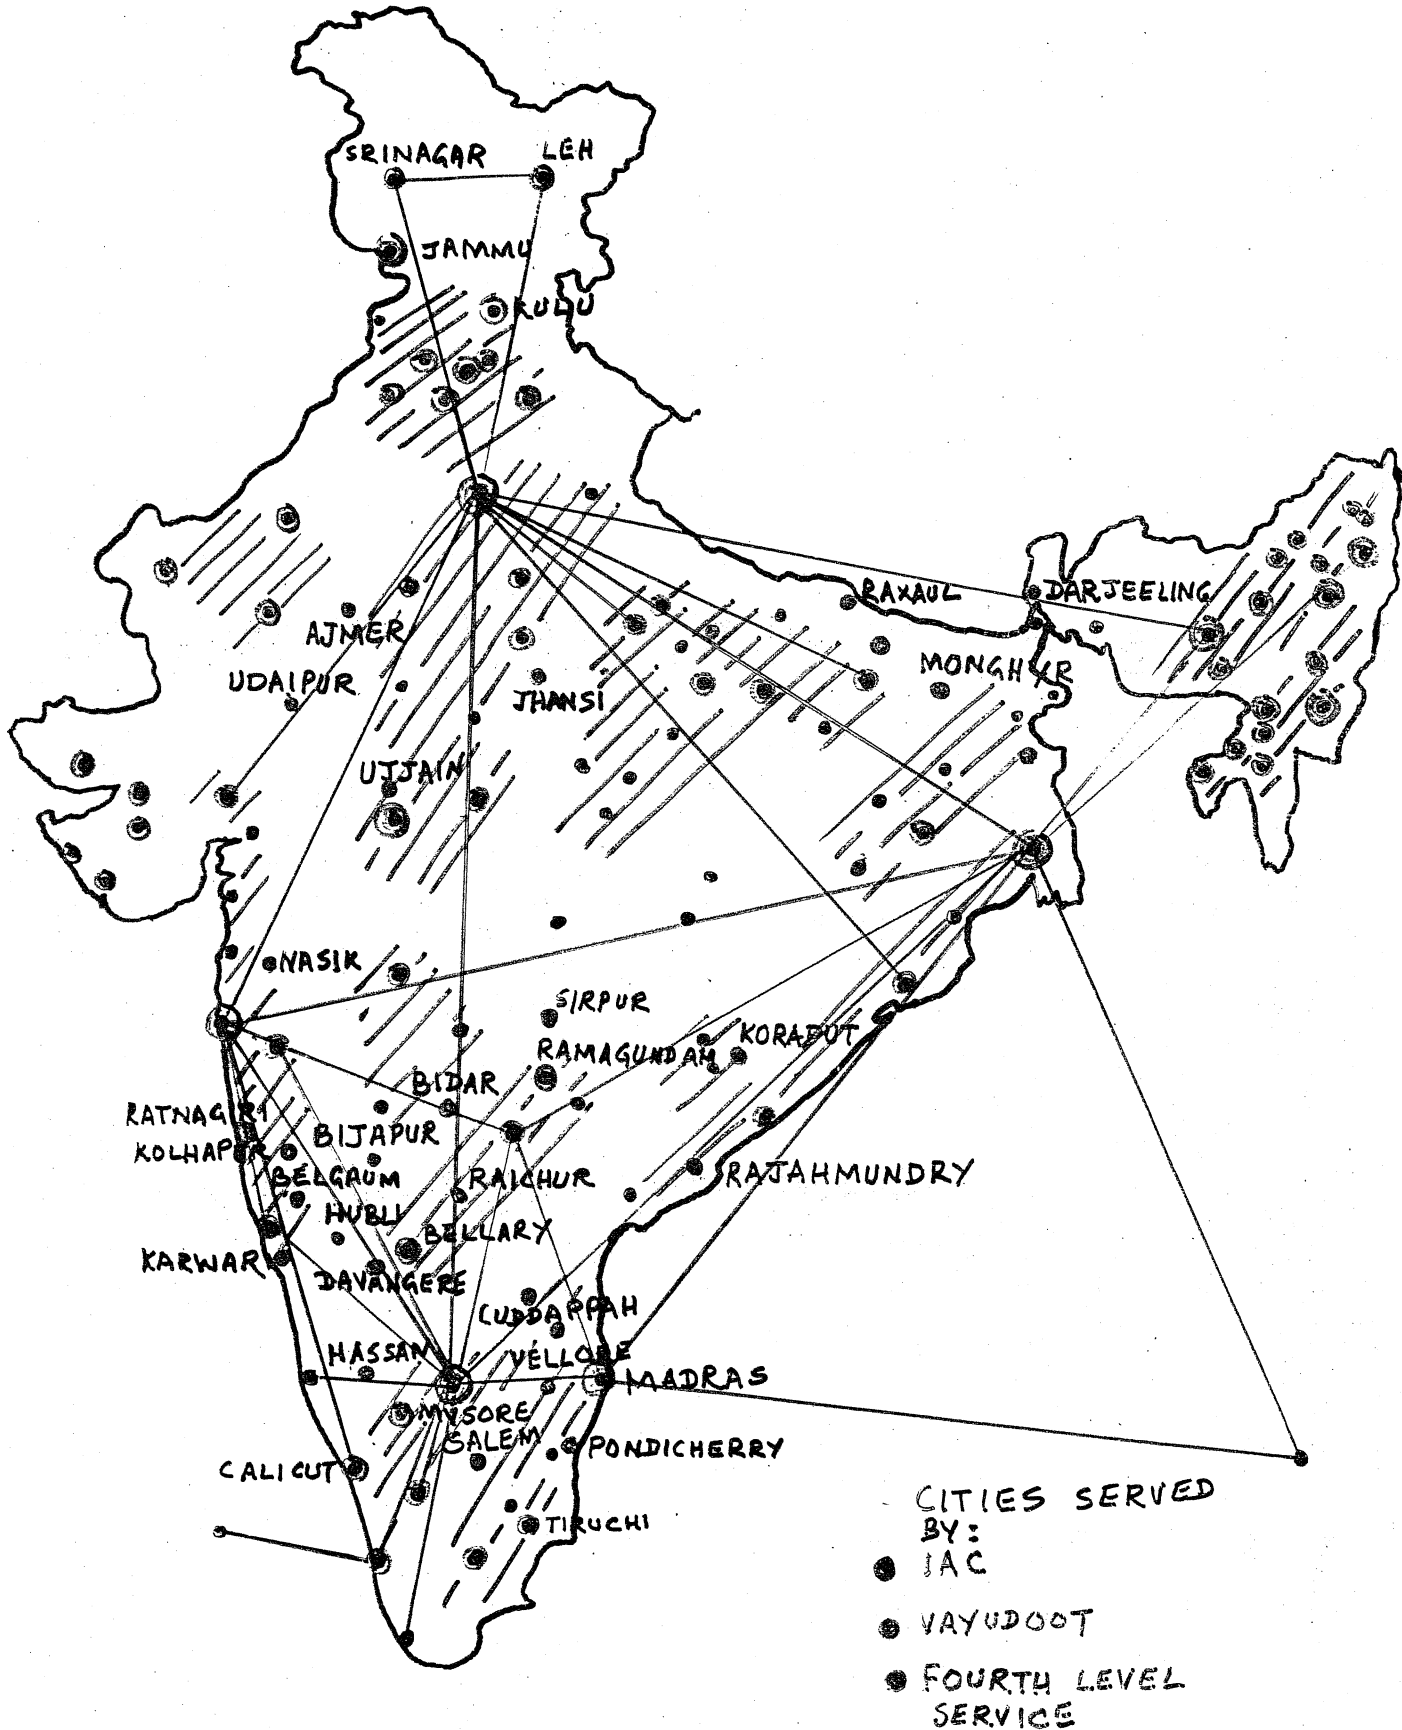 SRINAGAR
LEH
JAMMU
KULU
RAXAUL
DARJEELING
AJMER
MONGHYR
UDAIPUR
JHANSI
UJJAIN
NASIK
SIRPUR
KORAPUT
RAMAGUNDAM
BIDAR
RATNAGIRI
BIJAPUR
KOLHAPUR
BELGAUM
RAICHUR
RAJAHMUNDRY
HUBLI
BELLARY
KARWAR
DAVANGERE
CUDDAPPAH
HASSAN
VELLORE
MADRAS
MYSORE
SALEM
PONDICHERRY
CALICUT
TIRUCHI
CITIES SERVED
BY:
IAC
VAYUDOOT
FOURTH LEVEL
SERVICE